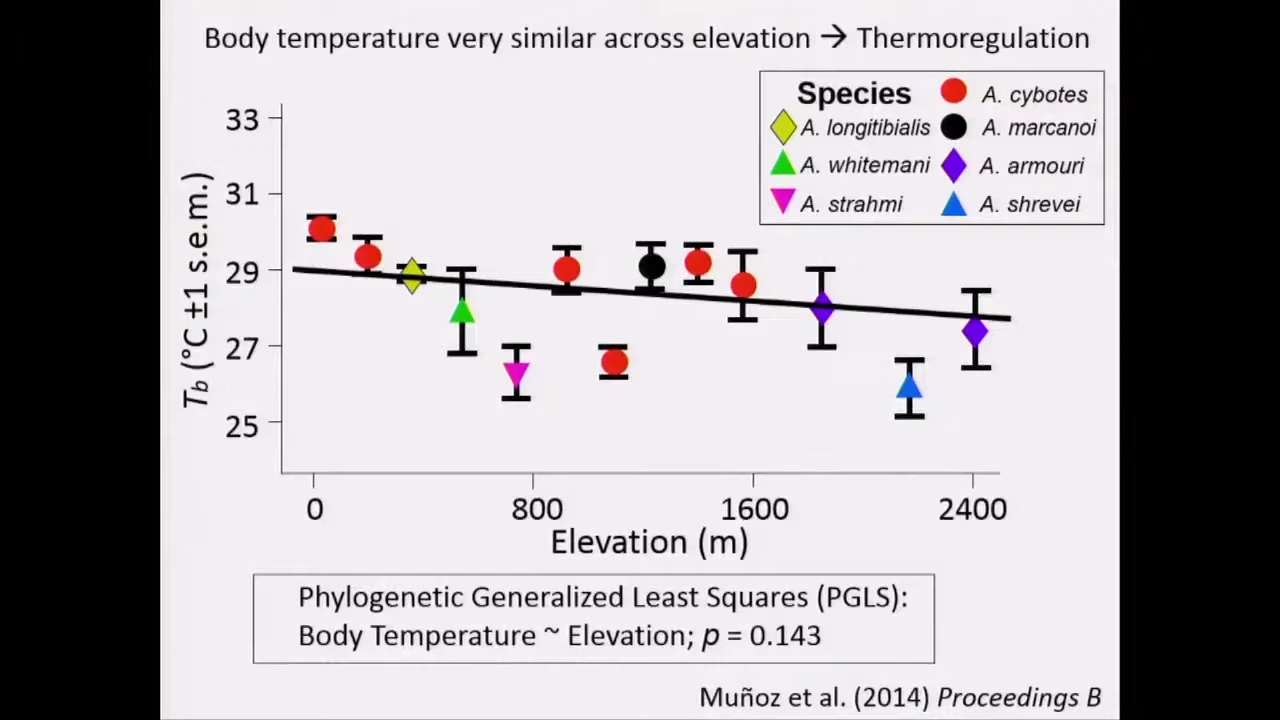 Body temperature very similar across elevation → Thermoregulation
Species
A. cybotes
A. longitibialis
A. marcanoi
A. whitemani
A. armouri
A. strahmi
A. shrevei
33
31
29
27
25
T_b (°C ±1 s.e.m.)
0
800
1600
2400
Elevation (m)
Phylogenetic Generalized Least Squares (PGLS):
Body Temperature ~ Elevation; p = 0.143
Muñoz et al. (2014) Proceedings B